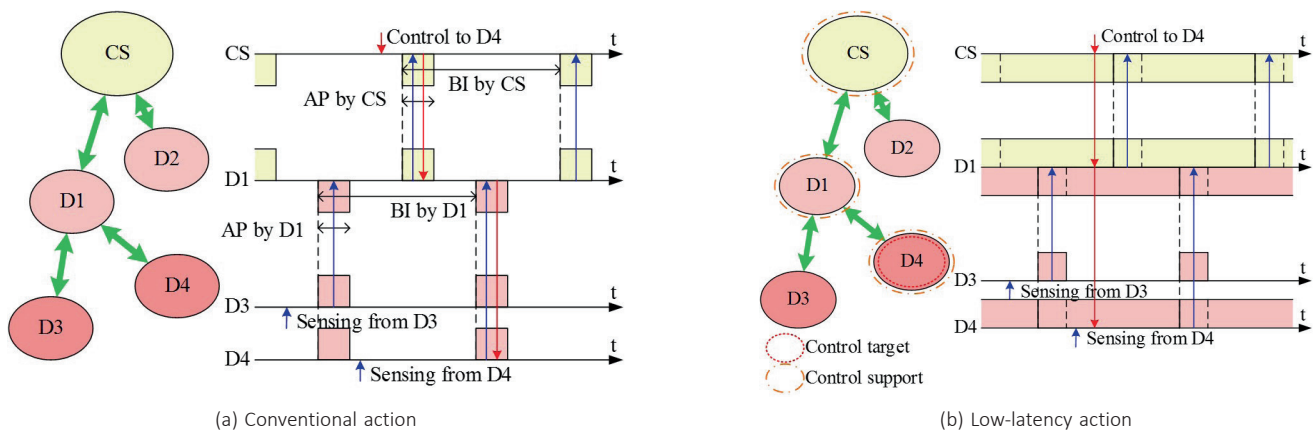 CS
D2
D1
D4
D3
CS
Control to D4
t
BI by CS
AP by CS
t
D1
BI by D1
AP by D1
t
D3
Sensing from D3
t
D4
Sensing from D4
(a) Conventional action
CS
D2
D1
D4
D3
Control target
Control support
CS
Control to D4
t
D1
t
t
D3
Sensing from D3
t
D4
Sensing from D4
(b) Low-latency action